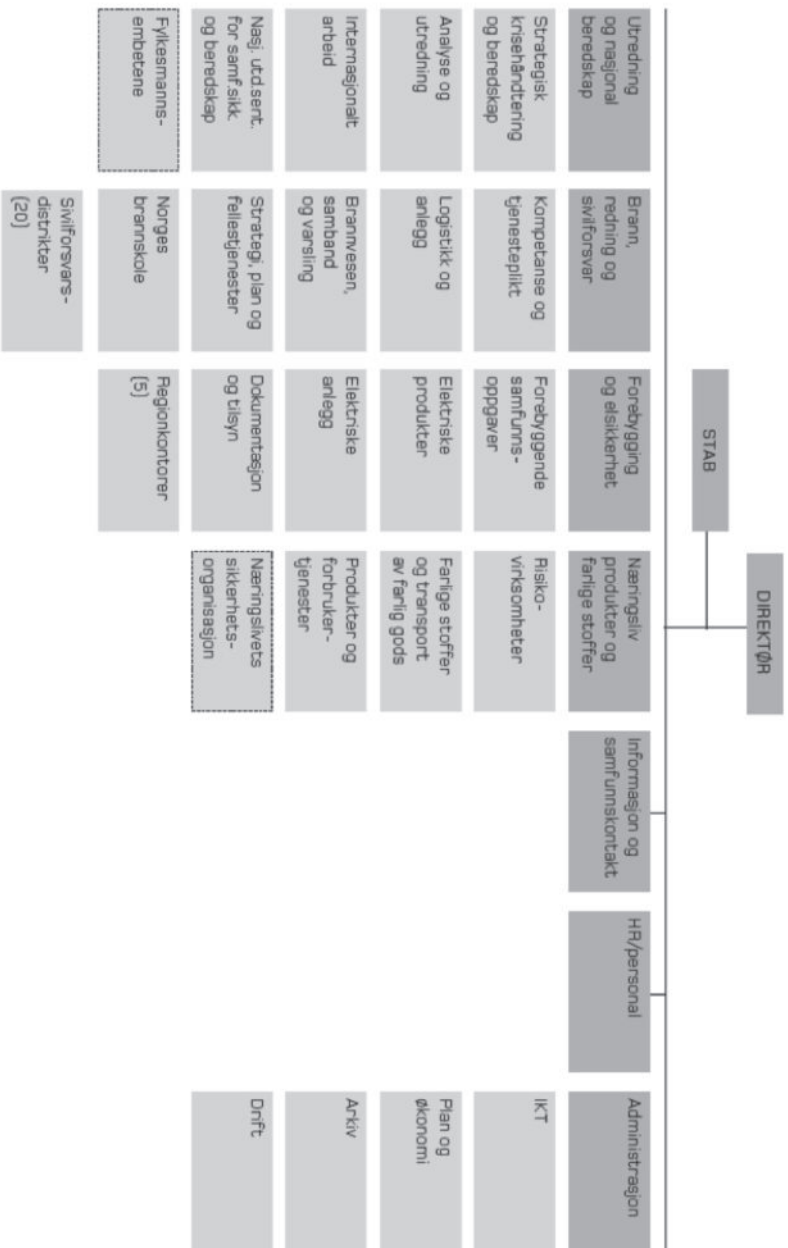 DIREKTØR
STAB
Utredning
og nasjonal
beredskap
Strategisk
krisehåndtering
og beredskap
Analyse og
utredning
Internasjonalt
arbeid
Nasj. utd.sent.
for samf.sikk.
og beredskap
Fylkesmanns-
embetene
Brann,
redning og
sivilforsvar
Kompetanse og
tjenesteplikt
Logistikk og
anlegg
Brannvesen,
samband
og varsling
Strategi, plan og
fellestjenester
Norges
brannskole
Sivilforsvars-
distrikter
(20)
Forebygging
og elsikkerhet
Forebyggende
samfunns-
oppgaver
Elektriske
produkter
Elektriske
anlegg
Dokumentasjon
og tilsyn
Regionkontorer
(5)
Næringsliv
produkter og
farlige stoffer
Risiko-
virksomheter
Farlige stoffer
og transport
av farlig gods
Produkter og
forbruker-
tjenester
Næringslivets
sikkerhets-
organisasjon
Informasjon og
samfunnskontakt
HR/personal
Administrasjon
IKT
Plan og
økonomi
Arkiv
Drift